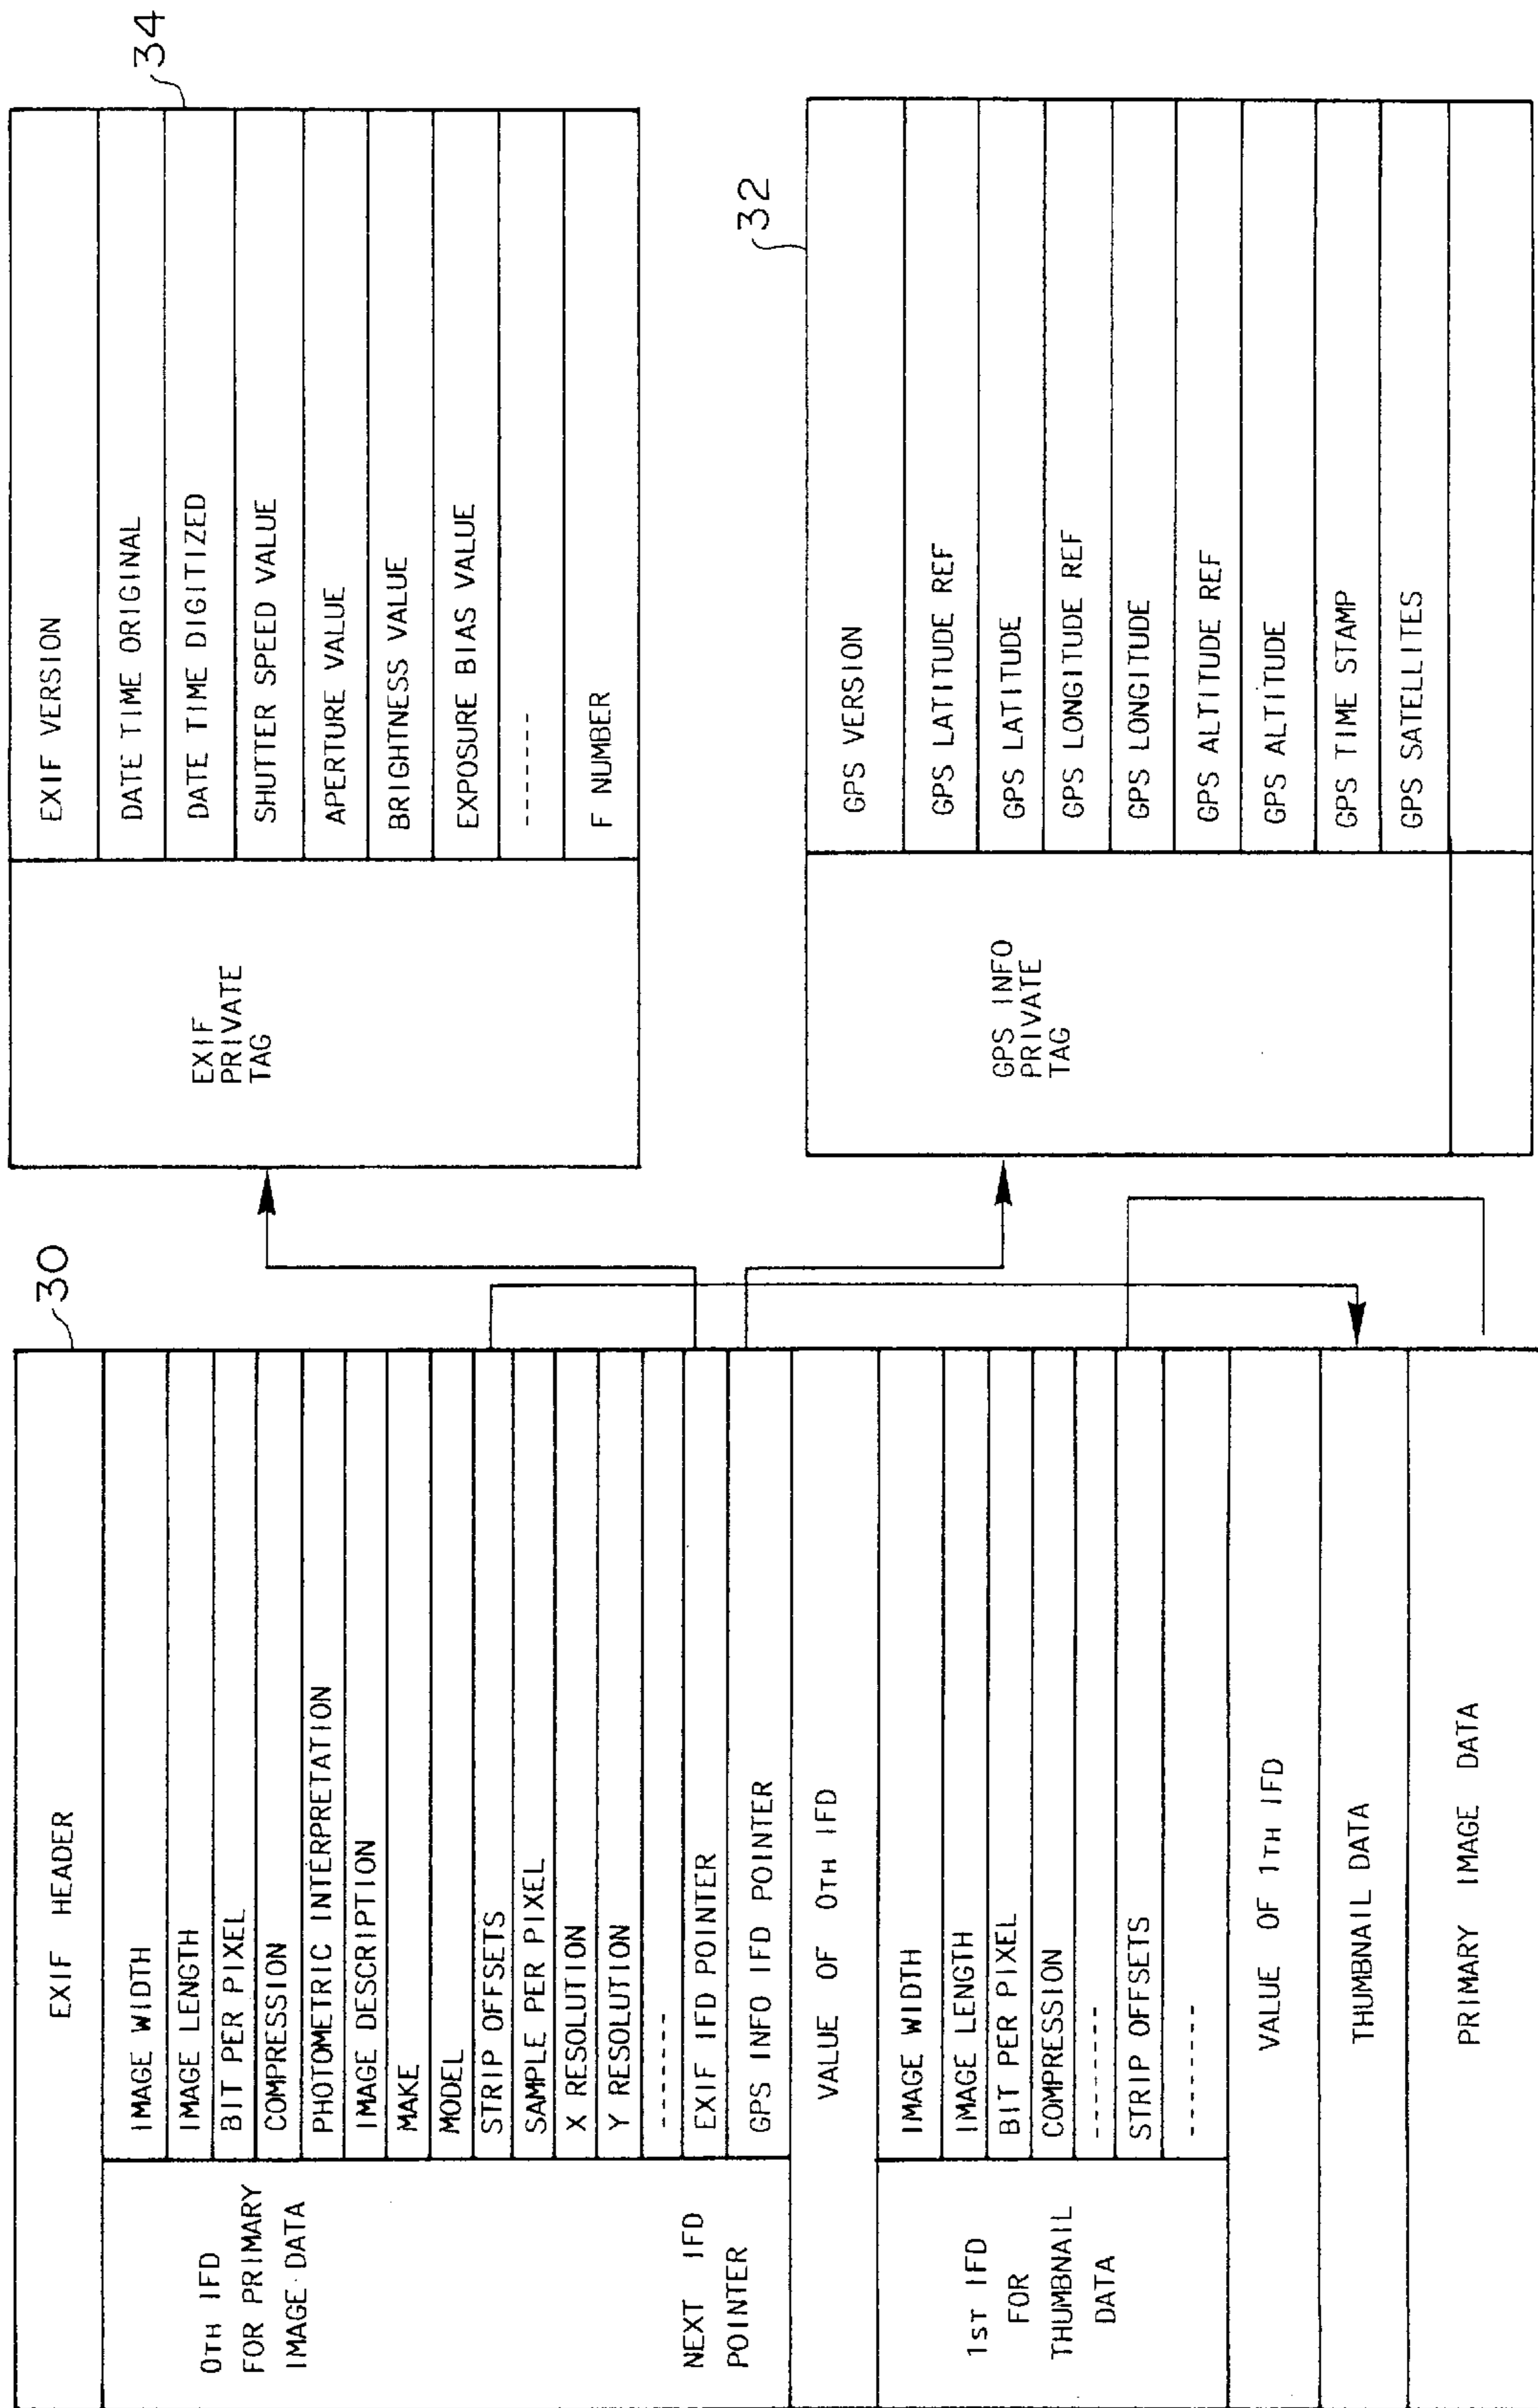 30
EXIF HEADER
0TH IFD
FOR PRIMARY
IMAGE DATA
IMAGE WIDTH
IMAGE LENGTH
BIT PER PIXEL
COMPRESSION
PHOTOMETRIC INTERPRETATION
IMAGE DESCRIPTION
MAKE
MODEL
STRIP OFFSETS
SAMPLE PER PIXEL
X RESOLUTION
Y RESOLUTION
-------
NEXT IFD
POINTER
EXIF IFD POINTER
GPS INFO IFD POINTER
VALUE OF 0TH IFD
1ST IFD
FOR
THUMBNAIL
DATA
IMAGE WIDTH
IMAGE LENGTH
BIT PER PIXEL
COMPRESSION
-------
STRIP OFFSETS
-------
VALUE OF 1TH IFD
THUMBNAIL DATA
PRIMARY IMAGE DATA
34
EXIF
PRIVATE
TAG
EXIF VERSION
DATE TIME ORIGINAL
DATE TIME DIGITIZED
SHUTTER SPEED VALUE
APERTURE VALUE
BRIGHTNESS VALUE
EXPOSURE BIAS VALUE
-------
F NUMBER
32
GPS INFO
PRIVATE
TAG
GPS VERSION
GPS LATITUDE REF
GPS LATITUDE
GPS LONGITUDE REF
GPS LONGITUDE
GPS ALTITUDE REF
GPS ALTITUDE
GPS TIME STAMP
GPS SATELLITES